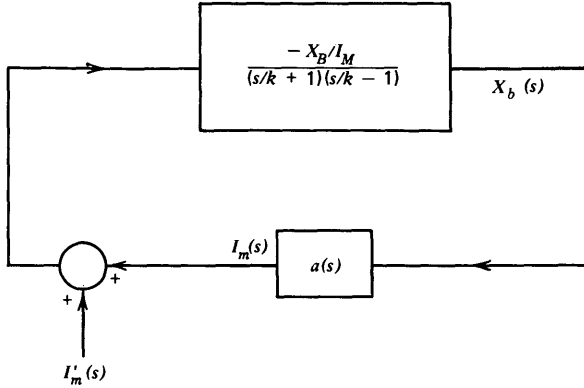 − X_B/I_M
(s/k + 1)(s/k − 1)
X_b (s)
I_m(s)
a(s)
+
+
I'_m(s)